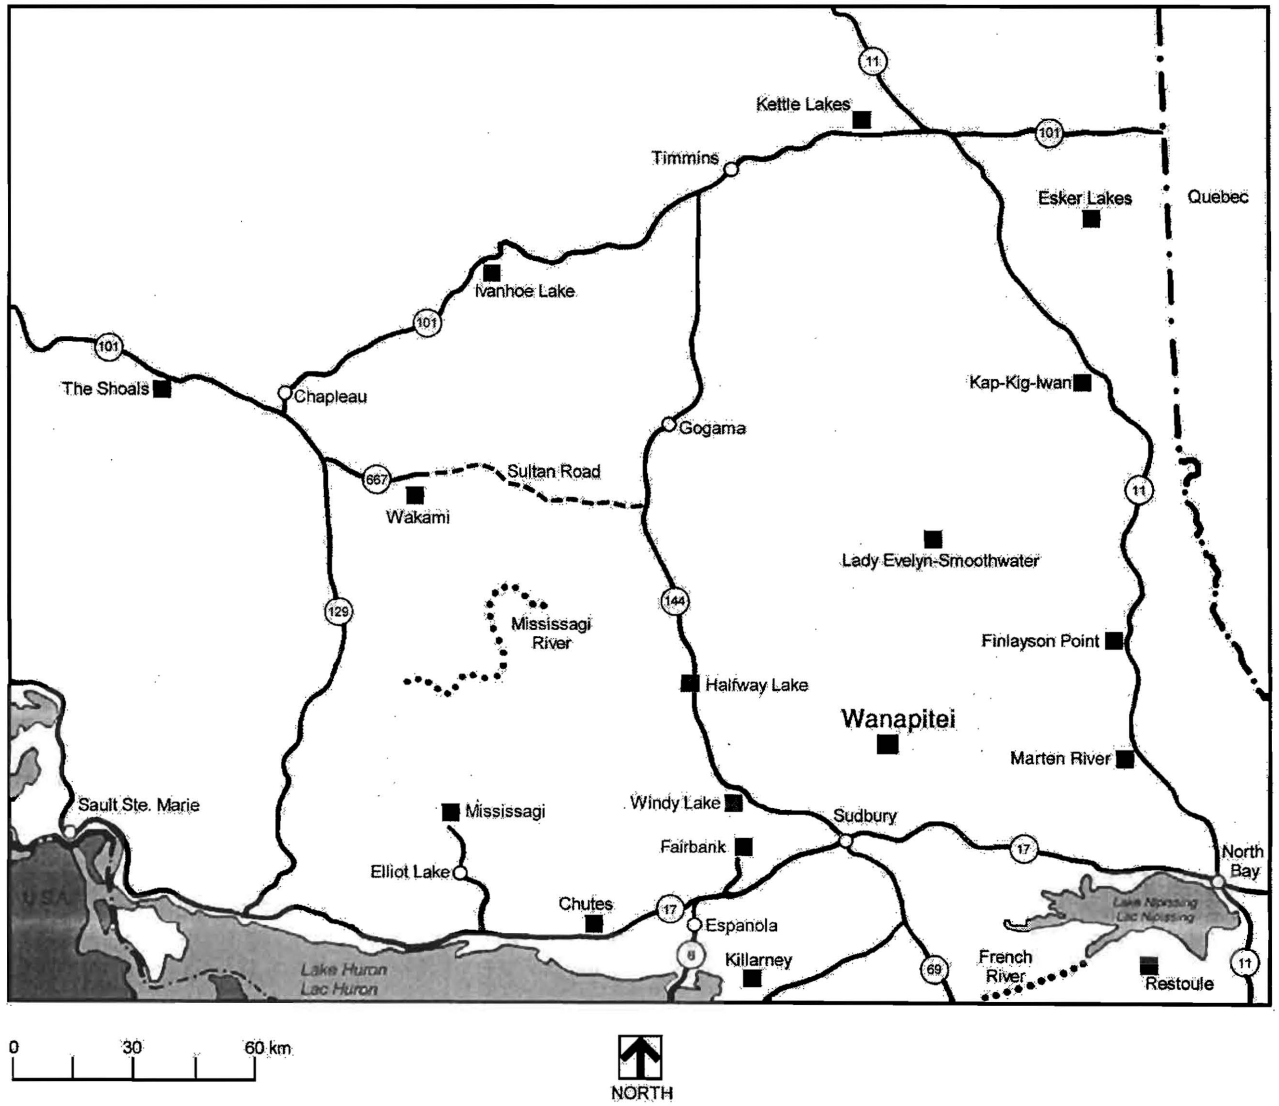 11
Kettle Lakes
101
Timmins
Esker Lakes
Quebec
Ivanhoe Lake
101
101
The Shoals
Chapleau
Kap-Kig-Iwan
Gogama
Sultan Road
667
Wakami
11
Lady Evelyn-Smoothwater
129
144
Mississagi
River
Finlayson Point
Halfway Lake
Wanapitei
Marten River
Sault Ste. Marie
Mississagi
Windy Lake
Sudbury
Fairbank
17
North
Bay
Elliot Lake
U.S.A.
Chutes
17
Espanola
Lake Nipissing
Lac Nipissing
Lake Huron
Lac Huron
6
Killarney
69
French
River
11
Restoule
0 30 60 km
NORTH